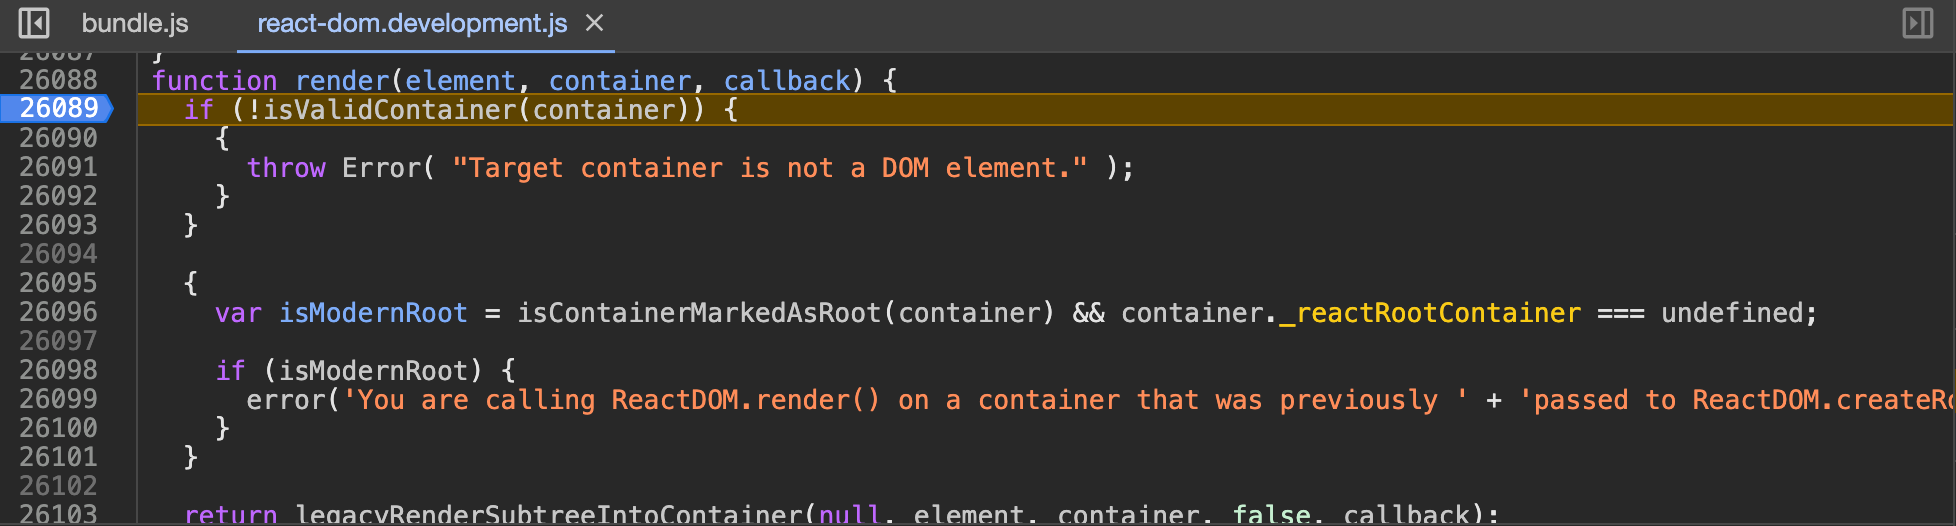 bundle.js react-dom.development.js ×
26087 }
26088 function render(element, container, callback) {
26089 if (!isValidContainer(container)) {
26090 {
26091 throw Error( "Target container is not a DOM element." );
26092 }
26093 }
26094
26095 {
26096 var isModernRoot = isContainerMarkedAsRoot(container) && container._reactRootContainer === undefined;
26097
26098 if (isModernRoot) {
26099 error('You are calling ReactDOM.render() on a container that was previously ' + 'passed to ReactDOM.createRo
26100 }
26101 }
26102
26103 return legacyRenderSubtreeIntoContainer(null, element, container, false, callback);